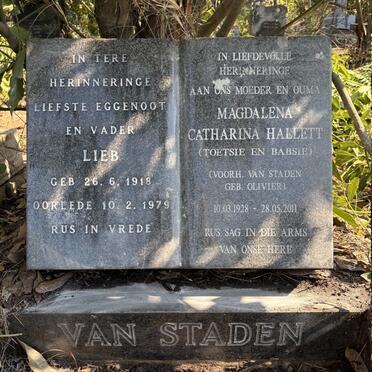 IN TERE
HERINNERINGE
LIEFSTE EGGENOOT
EN VADER
LIEB
GEB 26. 6. 1918
OORLEDE 10. 2. 1979
RUS IN VREDE
IN LIEFDEVOLLE
HERINNERINGE
AAN ONS MOEDER EN OUMA
MAGDALENA
CATHARINA HALLETT
(TOETSIE EN BABSIE)
(VOORH. VAN STADEN
GEB. OLIVIER)
10.03.1928 - 28.05.2011
RUS SAG IN DIE ARMS
VAN ONSE HERE
VAN STADEN